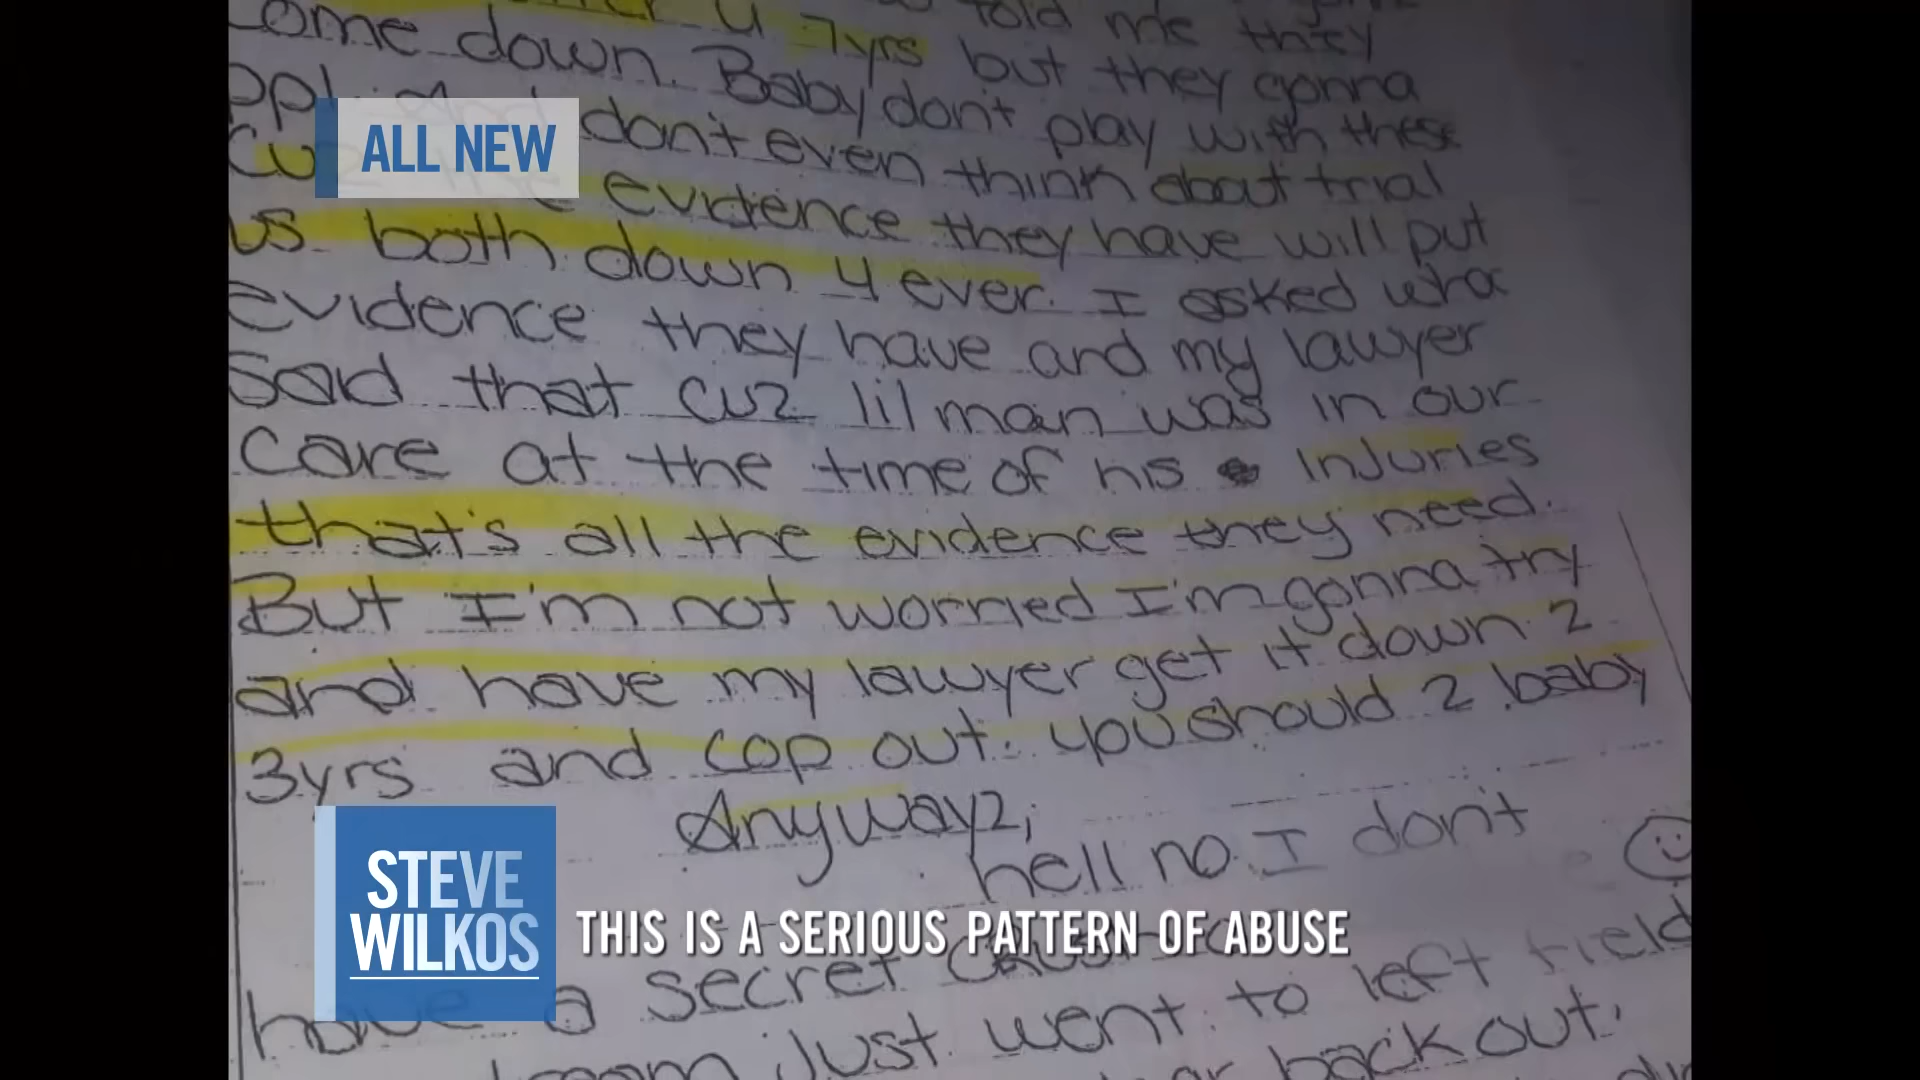 told me they
come down. u 7yrs but they gonna
ppl Baby don't play with these
cuz don't even think about trial
evidence they have will put
us both down 4 ever. I asked wha
evidence they have and my lawyer
said that cuz lil man was in our
care at the time of his injuries
that's all the evidence they need.
But I'm not worried I'm gonna try
and have my lawyer get it down 2
3yrs and cop out. you should 2 baby
Anywayz,
hell no I don't
have a secret
just went to left field
back out.
ALL NEW
STEVE
WILKOS
THIS IS A SERIOUS PATTERN OF ABUSE